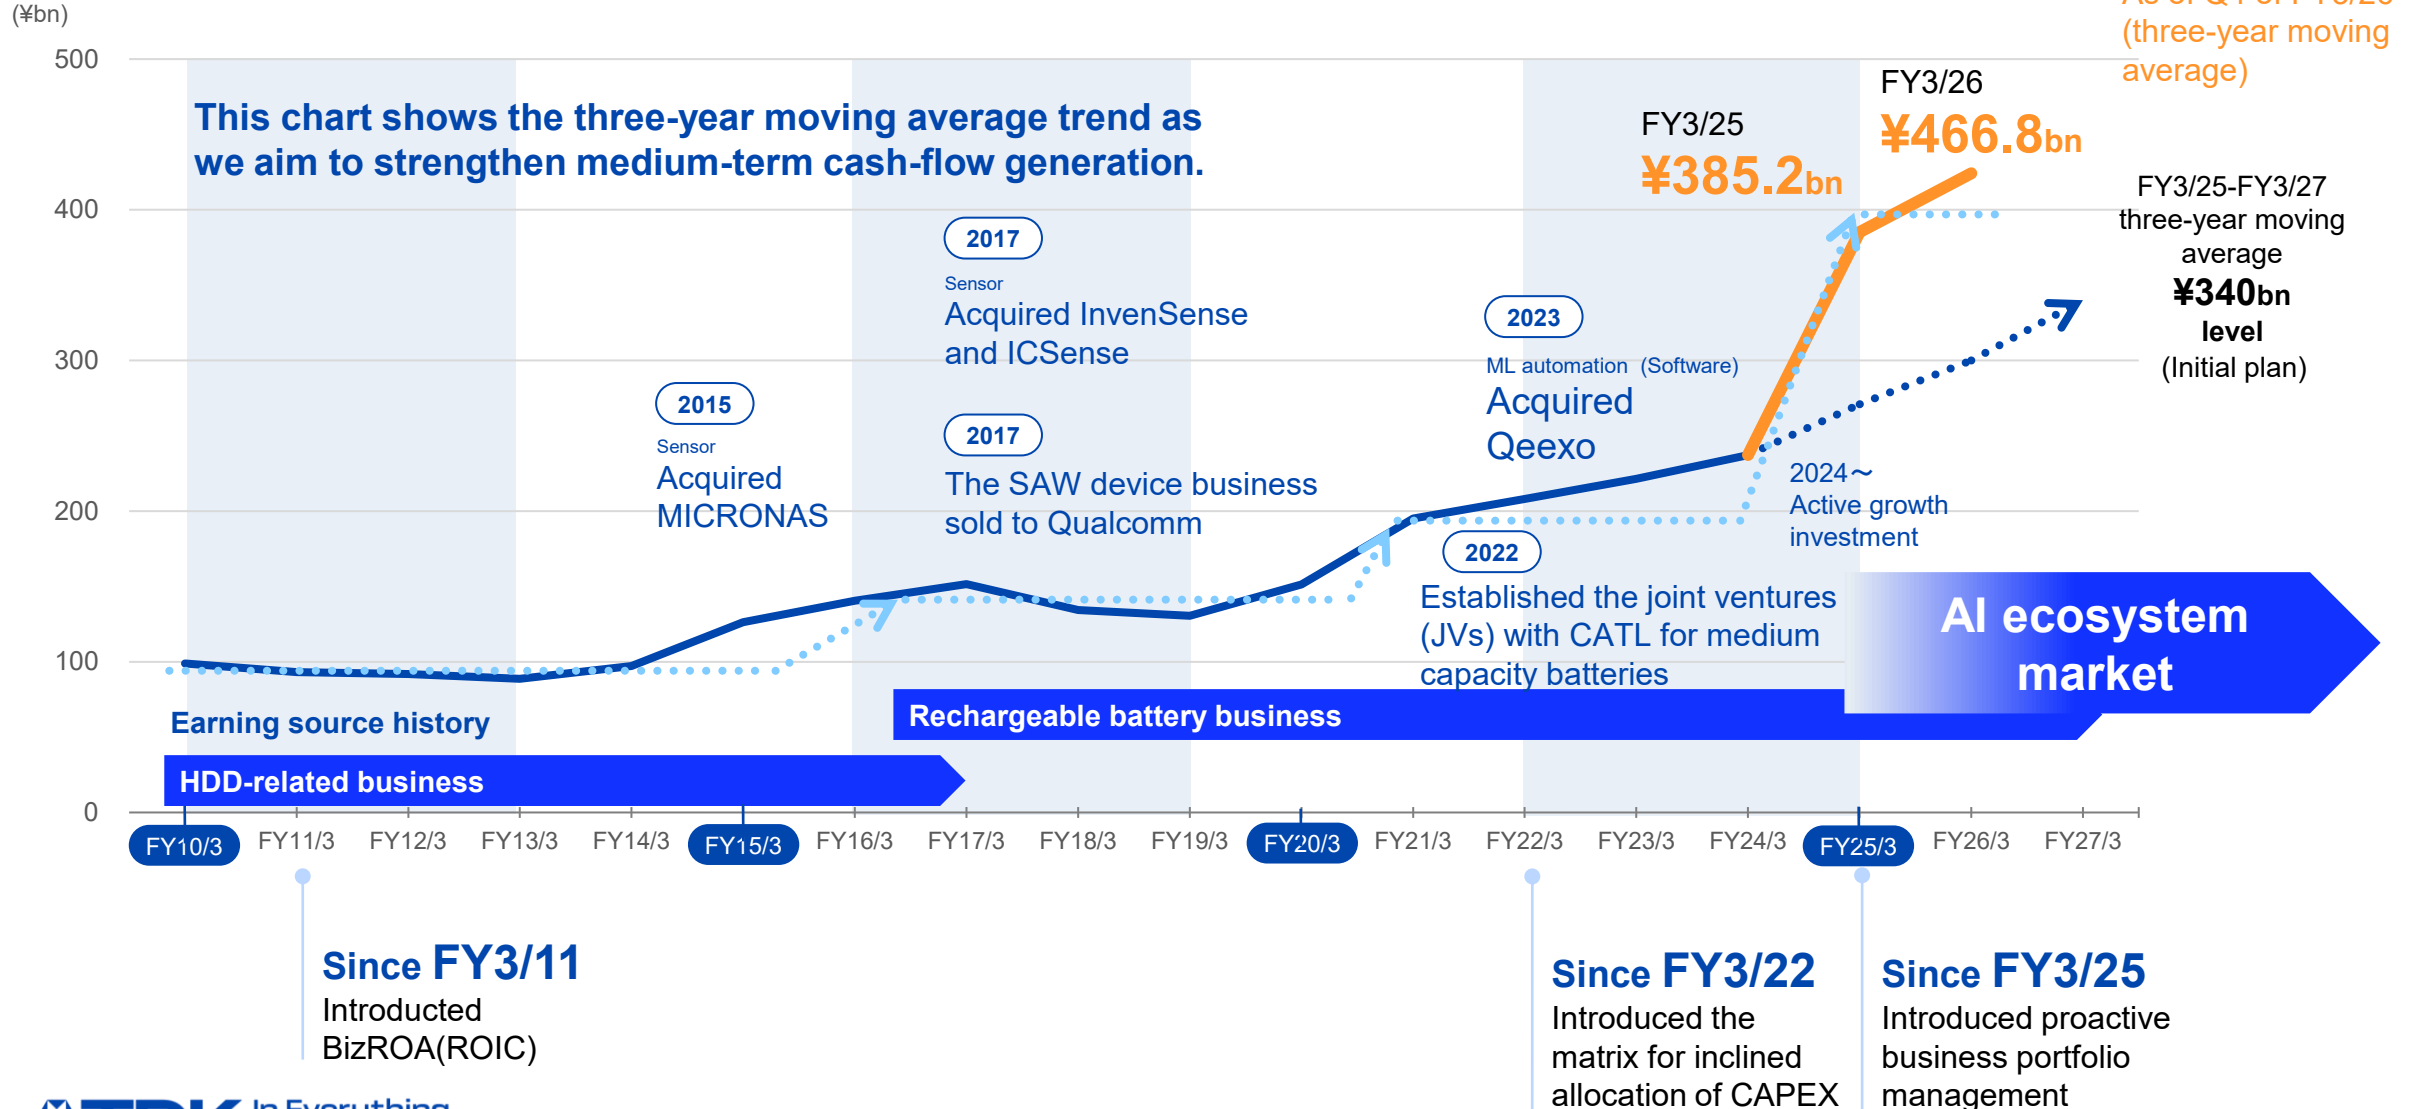 (¥bn)
(three-year moving
average)
500
400
300
200
100
0
This chart shows the three-year moving average trend as
we aim to strengthen medium-term cash-flow generation.
FY3/25
¥385.2bn
FY3/26
¥466.8bn
FY3/25-FY3/27
three-year moving
average
¥340bn
level
(Initial plan)
2015
Sensor
Acquired
MICRONAS
2017
Sensor
Acquired InvenSense
and ICSense
2017
The SAW device business
sold to Qualcomm
2023
ML automation (Software)
Acquired
Qeexo
2022
Established the joint ventures
(JVs) with CATL for medium
capacity batteries
2024～
Active growth
investment
AI ecosystem
market
Earning source history
Rechargeable battery business
HDD-related business
FY10/3 FY11/3 FY12/3 FY13/3 FY14/3 FY15/3 FY16/3 FY17/3 FY18/3 FY19/3 FY20/3 FY21/3 FY22/3 FY23/3 FY24/3 FY25/3 FY26/3 FY27/3
Since FY3/11
Introducted
BizROA(ROIC)
Since FY3/22
Introduced the
matrix for inclined
allocation of CAPEX
Since FY3/25
Introduced proactive
business portfolio
management
TDK In Everything